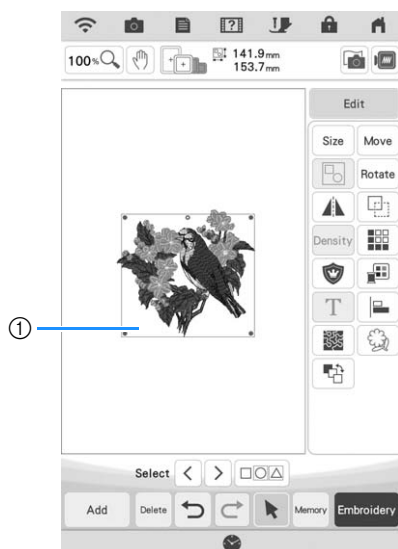 100%
141.9mm
153.7mm
Edit
Size Move
Rotate
Density
T
①
Select
Add Delete Memory Embroidery